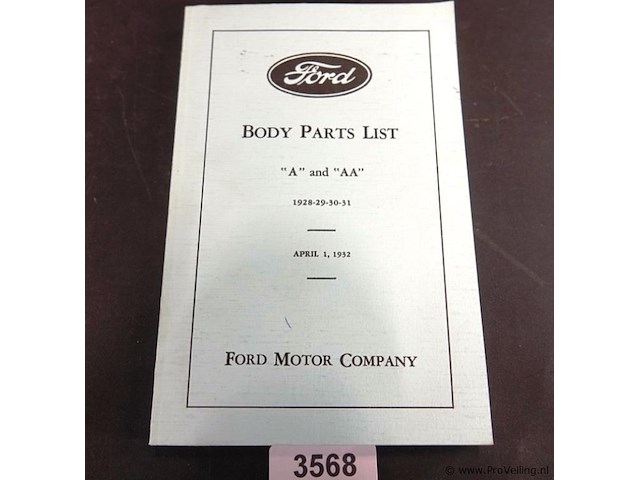 Ford
BODY PARTS LIST
"A" and "AA"
1928-29-30-31
APRIL 1, 1932
FORD MOTOR COMPANY
3568
© www.ProVeiling.nl